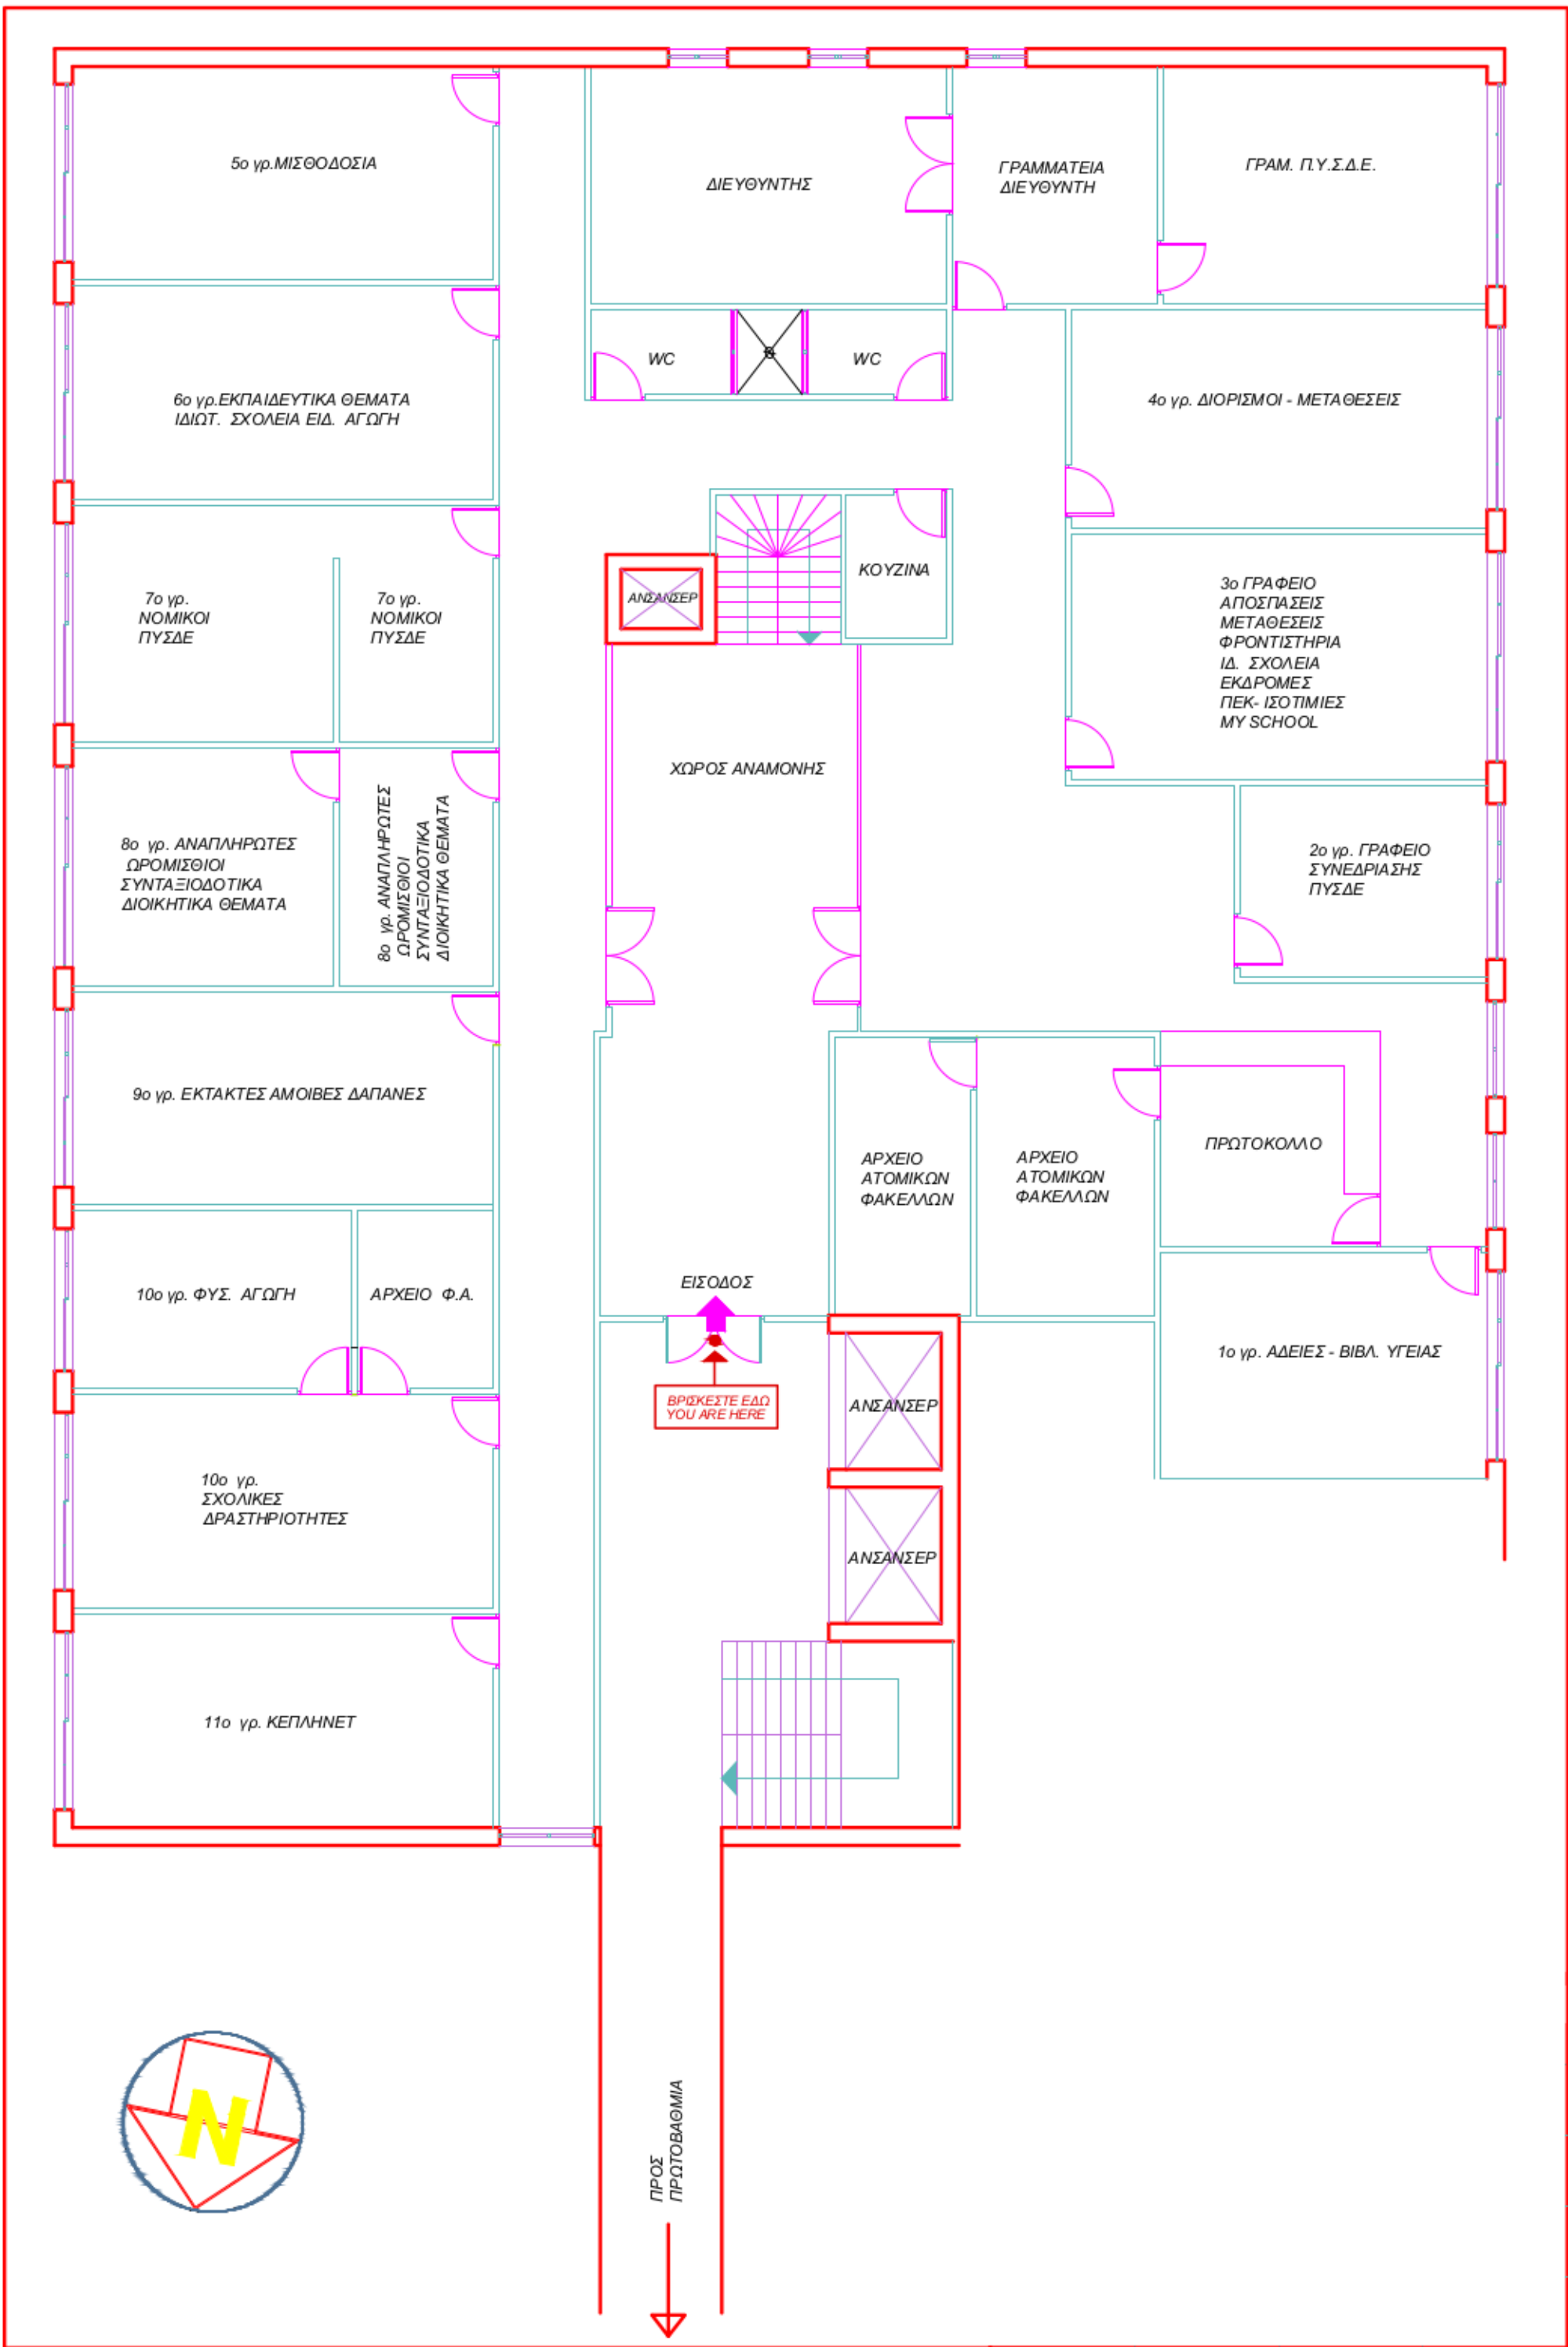 5ο γρ.ΜΙΣΘΟΔΟΣΙΑ
ΔΙΕΥΘΥΝΤΗΣ
ΓΡΑΜΜΑΤΕΙΑ
ΔΙΕΥΘΥΝΤΗ
ΓΡΑΜ. Π.Υ.Σ.Δ.Ε.
6ο γρ.ΕΚΠΑΙΔΕΥΤΙΚΑ ΘΕΜΑΤΑ
ΙΔΙΩΤ. ΣΧΟΛΕΙΑ ΕΙΔ. ΑΓΩΓΗ
WC
WC
4ο γρ. ΔΙΟΡΙΣΜΟΙ - ΜΕΤΑΘΕΣΕΙΣ
7ο γρ.
ΝΟΜΙΚΟΙ
ΠΥΣΔΕ
7ο γρ.
ΝΟΜΙΚΟΙ
ΠΥΣΔΕ
ΑΝΣΑΝΣΕΡ
ΚΟΥΖΙΝΑ
3ο ΓΡΑΦΕΙΟ
ΑΠΟΣΠΑΣΕΙΣ
ΜΕΤΑΘΕΣΕΙΣ
ΦΡΟΝΤΙΣΤΗΡΙΑ
ΙΔ. ΣΧΟΛΕΙΑ
ΕΚΔΡΟΜΕΣ
ΠΕΚ- ΙΣΟΤΙΜΙΕΣ
MY SCHOOL
ΧΩΡΟΣ ΑΝΑΜΟΝΗΣ
8ο γρ. ΑΝΑΠΛΗΡΩΤΕΣ
ΩΡΟΜΙΣΘΙΟΙ
ΣΥΝΤΑΞΙΟΔΟΤΙΚΑ
ΔΙΟΙΚΗΤΙΚΑ ΘΕΜΑΤΑ
8ο γρ. ΑΝΑΠΛΗΡΩΤΕΣ
ΩΡΟΜΙΣΘΙΟΙ
ΣΥΝΤΑΞΙΟΔΟΤΙΚΑ
ΔΙΟΙΚΗΤΙΚΑ ΘΕΜΑΤΑ
2ο γρ. ΓΡΑΦΕΙΟ
ΣΥΝΕΔΡΙΑΣΗΣ
ΠΥΣΔΕ
9ο γρ. ΕΚΤΑΚΤΕΣ ΑΜΟΙΒΕΣ ΔΑΠΑΝΕΣ
ΑΡΧΕΙΟ
ΑΤΟΜΙΚΩΝ
ΦΑΚΕΛΛΩΝ
ΑΡΧΕΙΟ
ΑΤΟΜΙΚΩΝ
ΦΑΚΕΛΛΩΝ
ΠΡΩΤΟΚΟΛΛΟ
10ο γρ. ΦΥΣ. ΑΓΩΓΗ
ΑΡΧΕΙΟ Φ.Α.
ΕΙΣΟΔΟΣ
ΒΡΙΣΚΕΣΤΕ ΕΔΩ
YOU ARE HERE
ΑΝΣΑΝΣΕΡ
1ο γρ. ΑΔΕΙΕΣ - ΒΙΒΛ. ΥΓΕΙΑΣ
10ο γρ.
ΣΧΟΛΙΚΕΣ
ΔΡΑΣΤΗΡΙΟΤΗΤΕΣ
ΑΝΣΑΝΣΕΡ
11ο γρ. ΚΕΠΛΗΝΕΤ
N
ΠΡΟΣ
ΠΡΩΤΟΒΑΘΜΙΑ